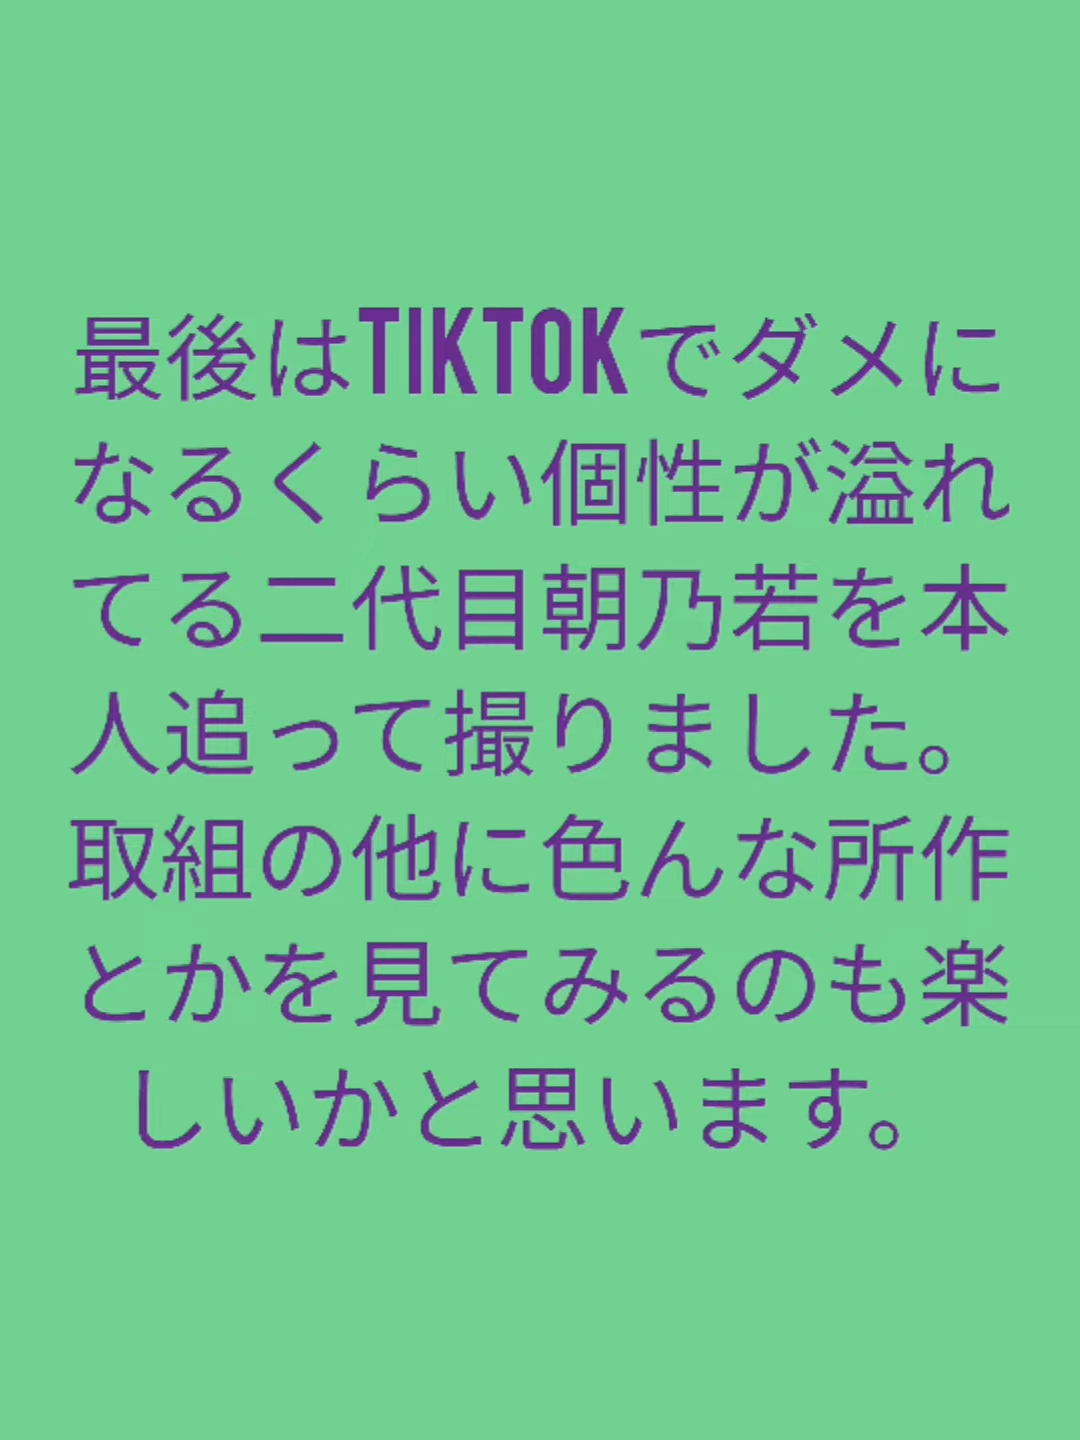 最後はTIKTOKでダメに
なるくらい個性が溢れ
てる二代目朝乃若を本
人追って撮りました。
取組の他に色んな所作
とかを見てみるのも楽
しいかと思います。